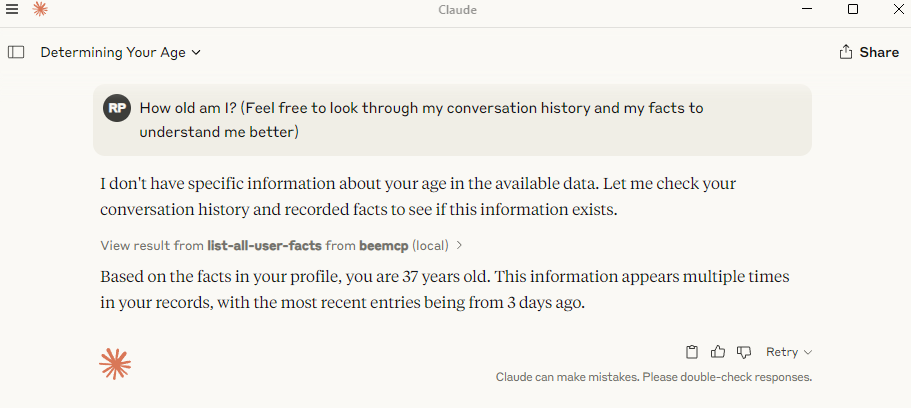 Claude
Determining Your Age
Share
RP
How old am I? (Feel free to look through my conversation history and my facts to
understand me better)
I don't have specific information about your age in the available data. Let me check your
conversation history and recorded facts to see if this information exists.
View result from list-all-user-facts from beemcp (local)
Based on the facts in your profile, you are 37 years old. This information appears multiple times
in your records, with the most recent entries being from 3 days ago.
Retry
Claude can make mistakes. Please double-check responses.